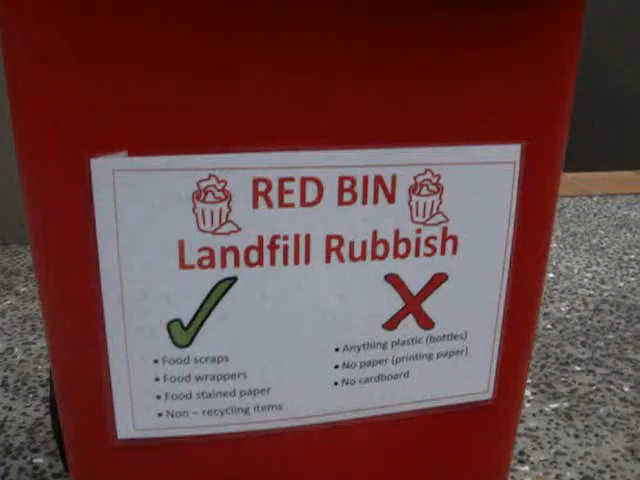 RED BIN
Landfill Rubbish
• Food scraps
• Food wrappers
• Food stained paper
• Non – recycling items
• Anything plastic (bottles)
• No paper (printing paper)
• No cardboard